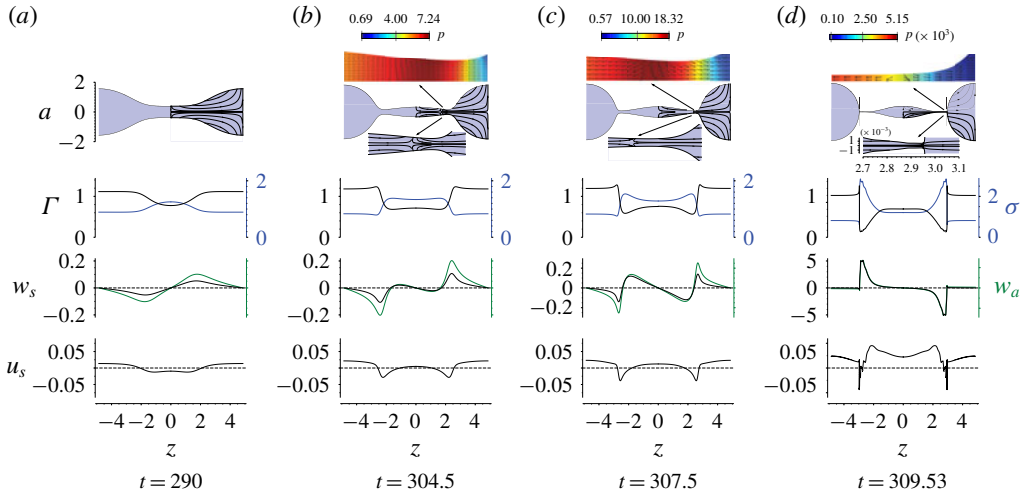 (a) (b) (c) (d)
0.69 4.00 7.24 p
0.57 10.00 18.32 p
0.10 2.50 5.15 p (× 10³)
a
2
1
0
−1
−2
(× 10⁻³)
1
−1
2.7 2.8 2.9 3.0 3.1
Γ 1 0 2 0 1 0 2 0 1 0 2 0 1 0 2 0 σ
w_s 0.2 0 −0.2 0.2 0 −0.2 0.2 0 −0.2 5 0 −5 w_a
u_s 0.05 −0.05 0.05 −0.05 0.05 −0.05 0.05 −0.05
−4 −2 0 2 4 −4 −2 0 2 4 −4 −2 0 2 4 −4 −2 0 2 4
z z z z
t = 290 t = 304.5 t = 307.5 t = 309.53